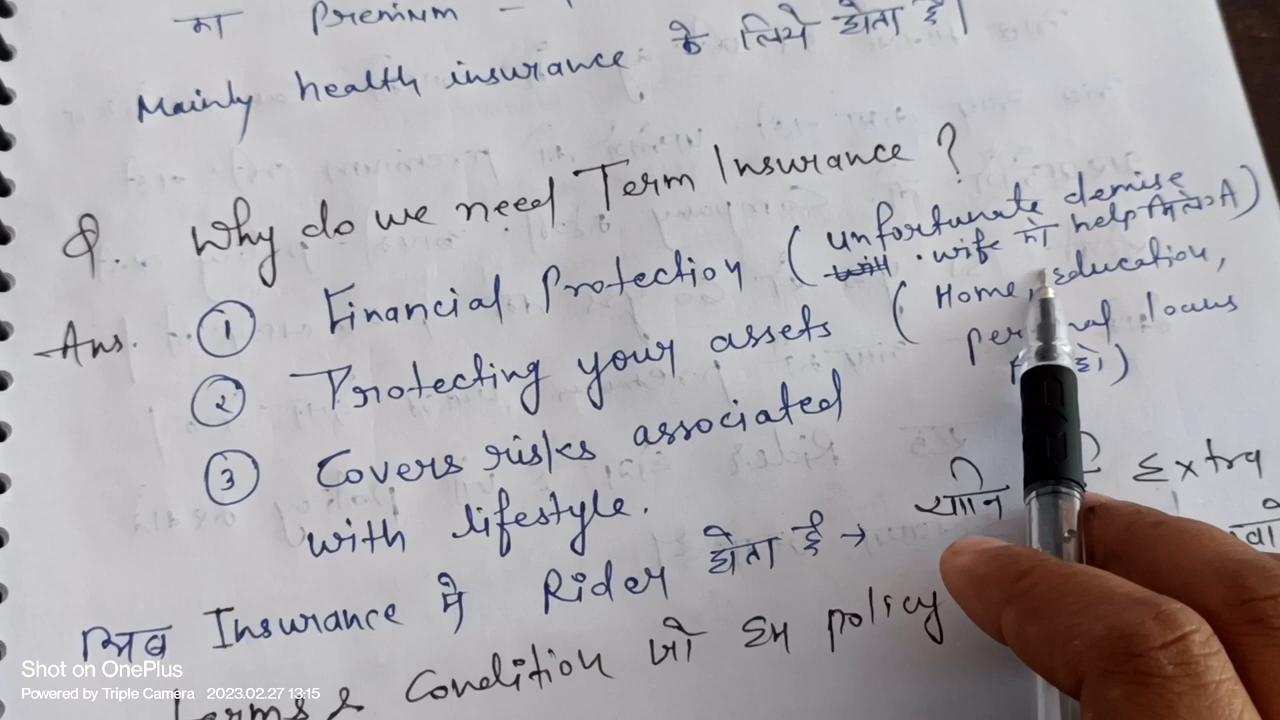 का Premium -
Mainly health insurance के लिये होता है।
Q. Why do we need Term Insurance ?
Ans. ① Financial Protection ( unfortunate demise
wife को help मिले A )
② Protecting your assets ( Home, education,
loans
हो)
③ Covers risks associated
with lifestyle.
अब Insurance में Rider होता है → यानि Extra
Terms & Condition जो हम policy
Shot on OnePlus
Powered by Triple Camera 2023.02.27 13:15